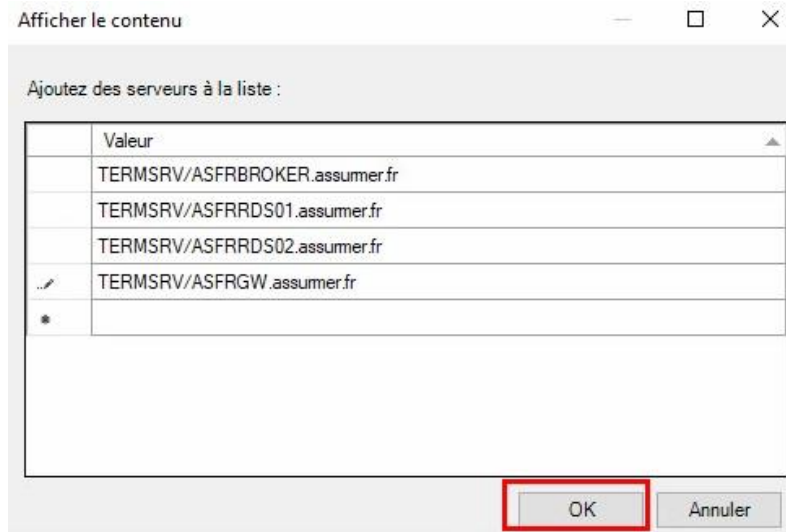 Afficher le contenu
Ajoutez des serveurs à la liste :
Valeur
TERMSRV/ASFRBROKER.assurmer.fr
TERMSRV/ASFRRDS01.assurmer.fr
TERMSRV/ASFRRDS02.assurmer.fr
TERMSRV/ASFRGW.assurmer.fr
OK Annuler